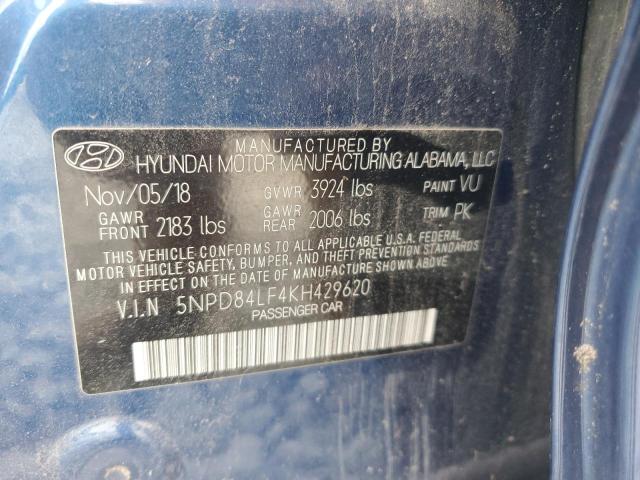 MANUFACTURED BY
HYUNDAI MOTOR MANUFACTURING ALABAMA, LLC
Nov/05/18 GVWR 3924 lbs PAINT VU
GAWR FRONT 2183 lbs GAWR REAR 2006 lbs TRIM PK
THIS VEHICLE CONFORMS TO ALL APPLICABLE U.S.A. FEDERAL
MOTOR VEHICLE SAFETY, BUMPER, AND THEFT PREVENTION STANDARDS
IN EFFECT ON THE DATE OF MANUFACTURE SHOWN ABOVE.
V.I.N 5NPD84LF4KH429620
PASSENGER CAR